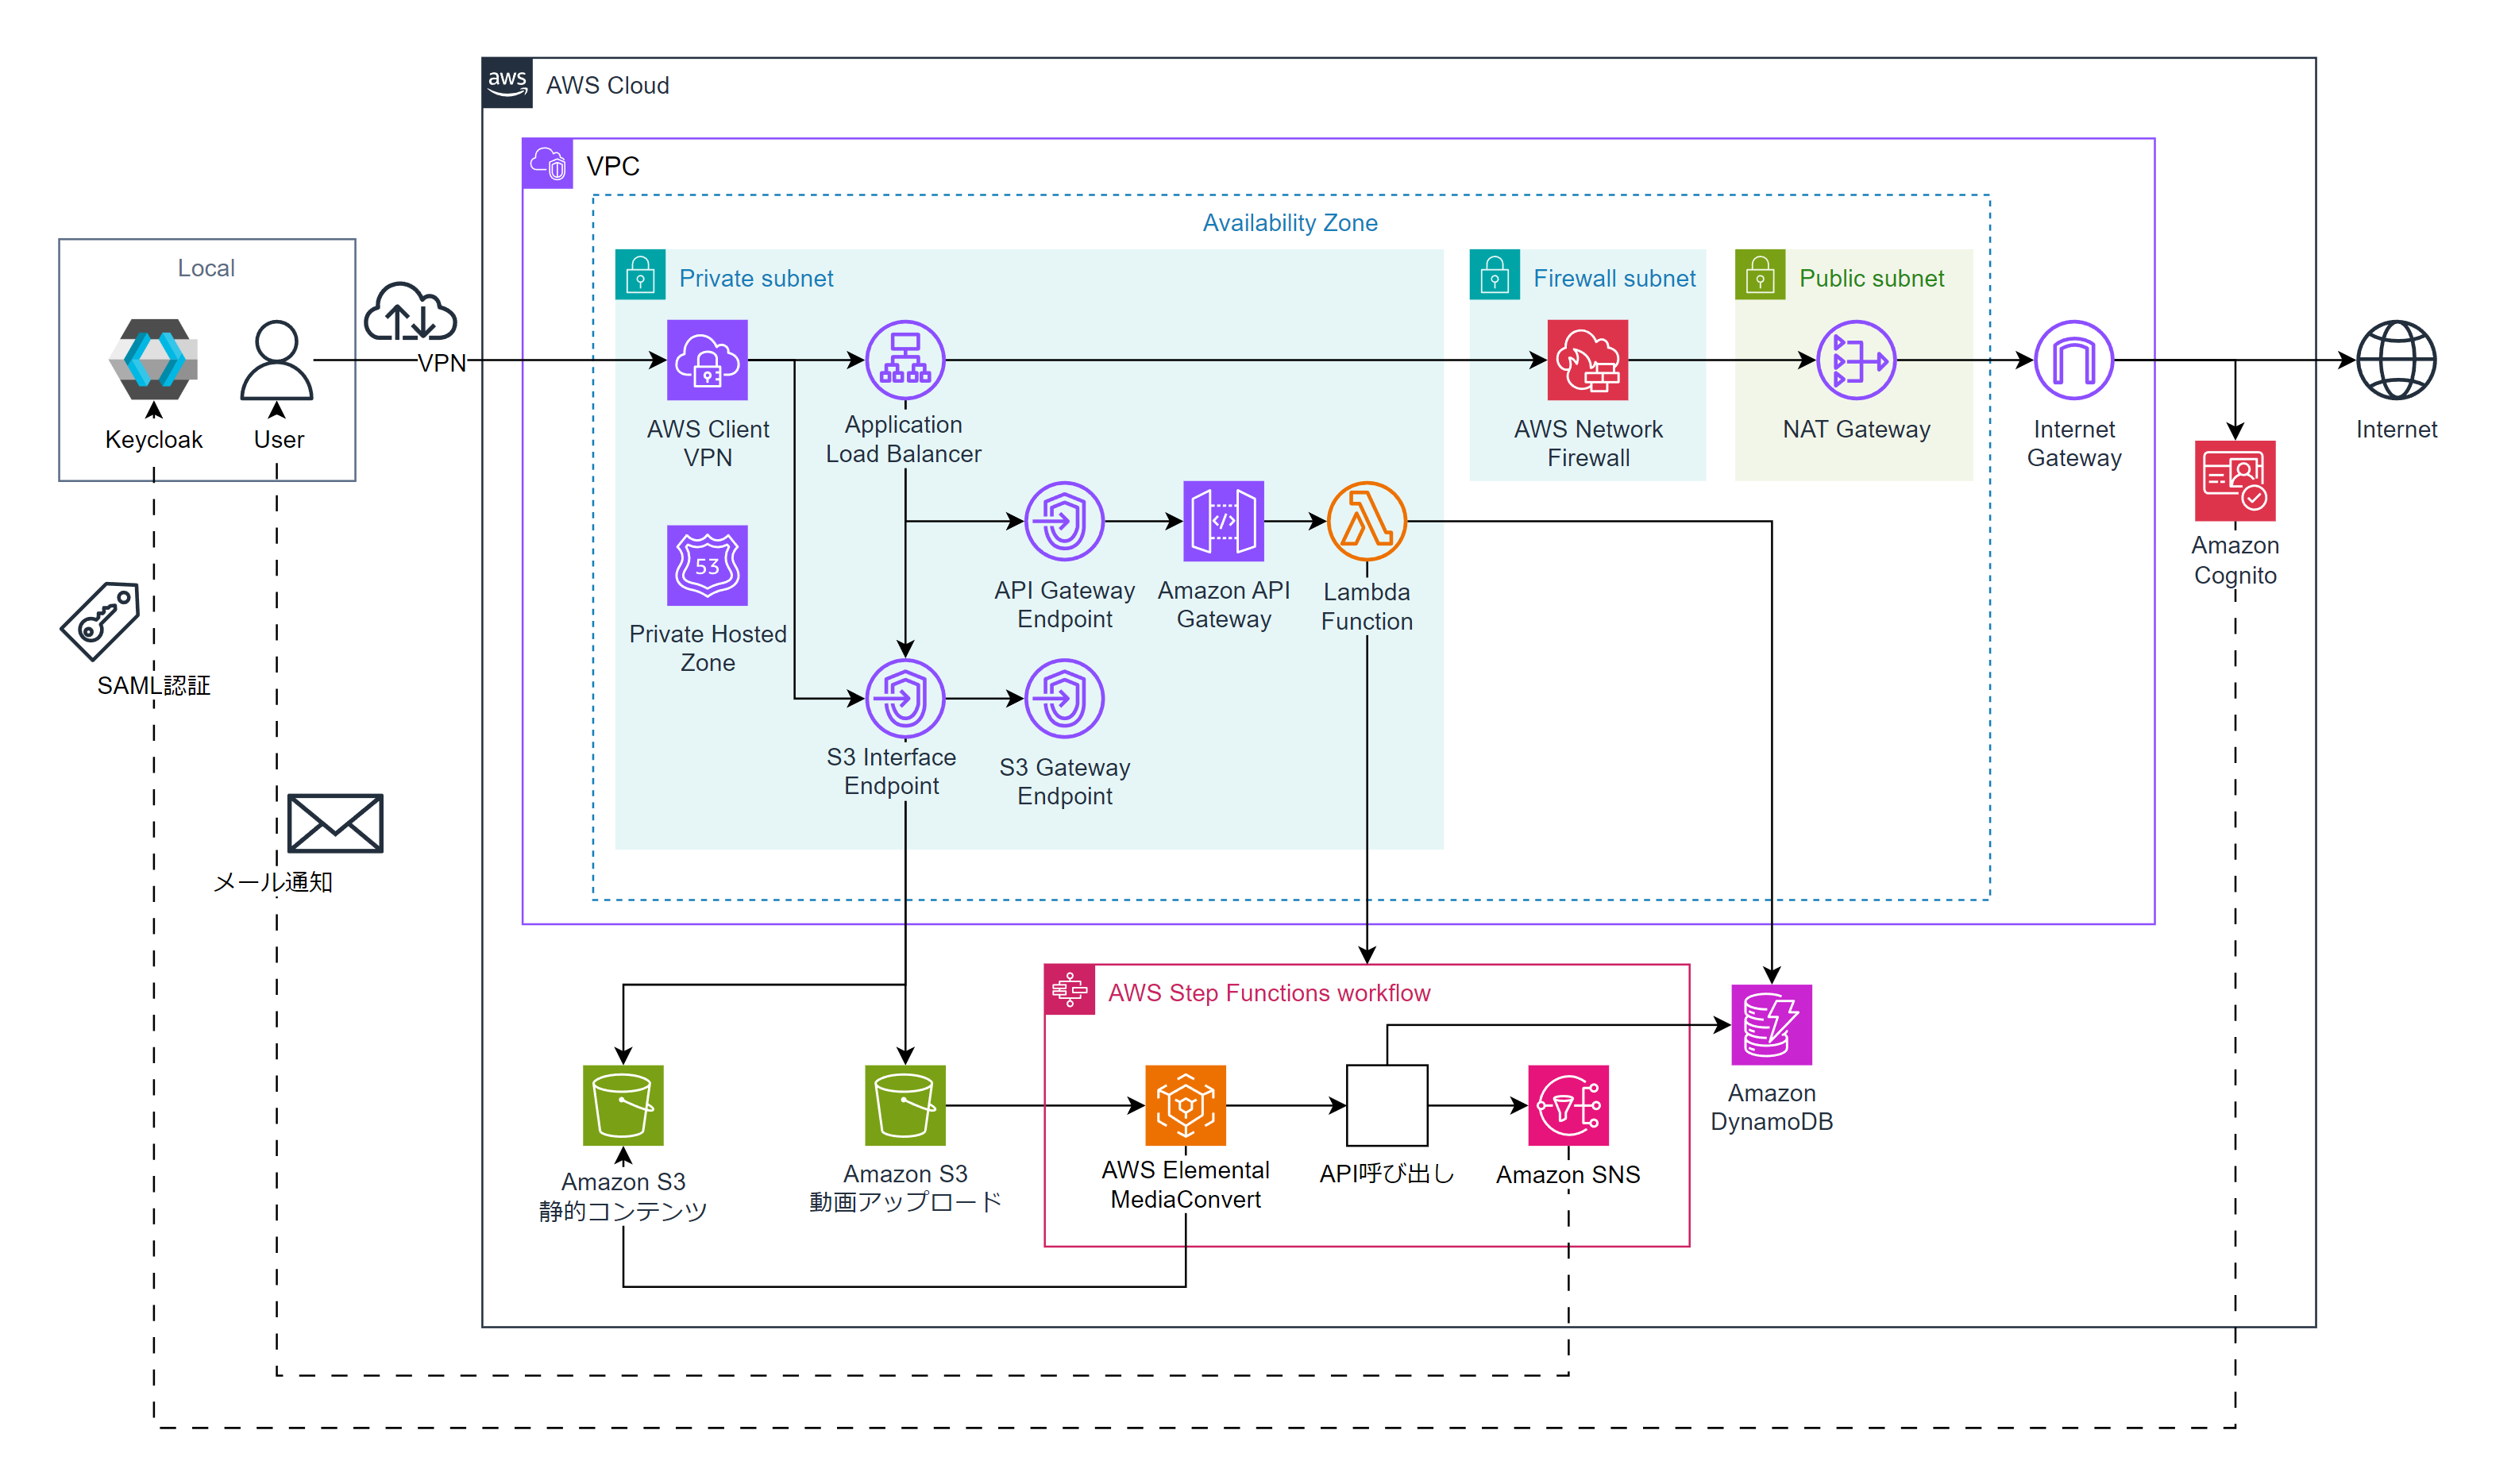 aws
AWS Cloud
VPC
Availability Zone
Local
Private subnet
Firewall subnet
Public subnet
VPN
Keycloak
User
AWS Client
VPN
Application
Load Balancer
AWS Network
Firewall
NAT Gateway
Internet
Gateway
Internet
53
Private Hosted
Zone
API Gateway
Endpoint
Amazon API
Gateway
Lambda
Function
Amazon
Cognito
SAML認証
S3 Interface
Endpoint
S3 Gateway
Endpoint
メール通知
AWS Step Functions workflow
Amazon S3
静的コンテンツ
Amazon S3
動画アップロード
AWS Elemental
MediaConvert
API呼び出し
Amazon SNS
Amazon
DynamoDB